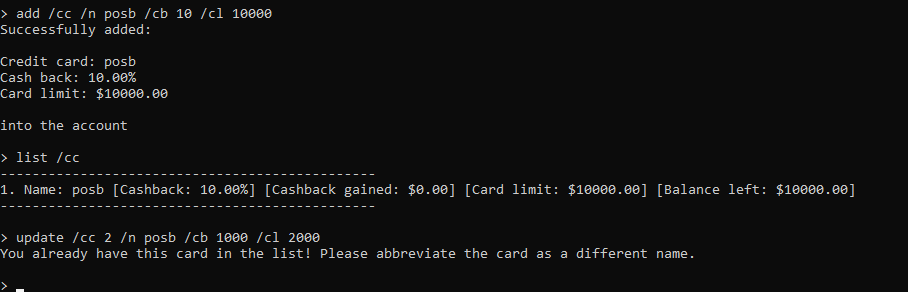 > add /cc /n posb /cb 10 /cl 10000
Successfully added:
Credit card: posb
Cash back: 10.00%
Card limit: $10000.00
into the account
> list /cc
-----------------------------------------------
1. Name: posb [Cashback: 10.00%] [Cashback gained: $0.00] [Card limit: $10000.00] [Balance left: $10000.00]
-----------------------------------------------
> update /cc 2 /n posb /cb 1000 /cl 2000
You already have this card in the list! Please abbreviate the card as a different name.
>